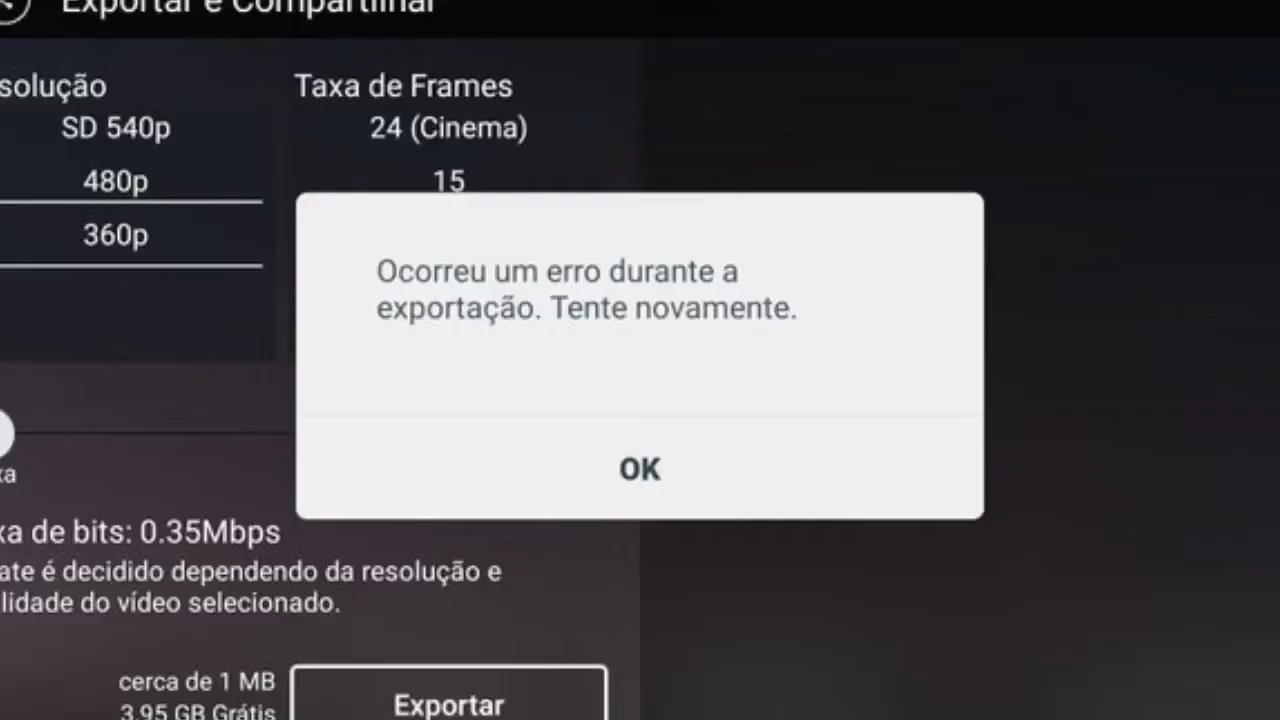 Exportar e Compartilhar
solução
Taxa de Frames
SD 540p
24 (Cinema)
480p
15
360p
Ocorreu um erro durante a
exportação. Tente novamente.
OK
xa
xa de bits: 0.35Mbps
ate é decidido dependendo da resolução e
lidade do vídeo selecionado.
cerca de 1 MB
3.95 GB Grátis
Exportar